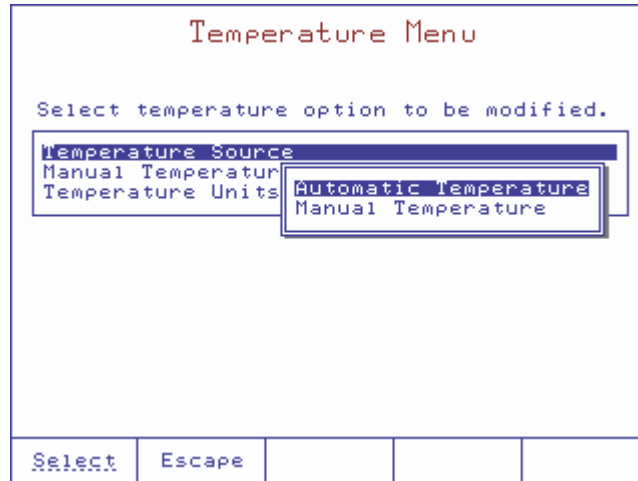 Temperature Menu
Select temperature option to be modified.
Temperature Source
Manual Temperatur
Temperature Units
Automatic Temperature
Manual Temperature
Select
Escape